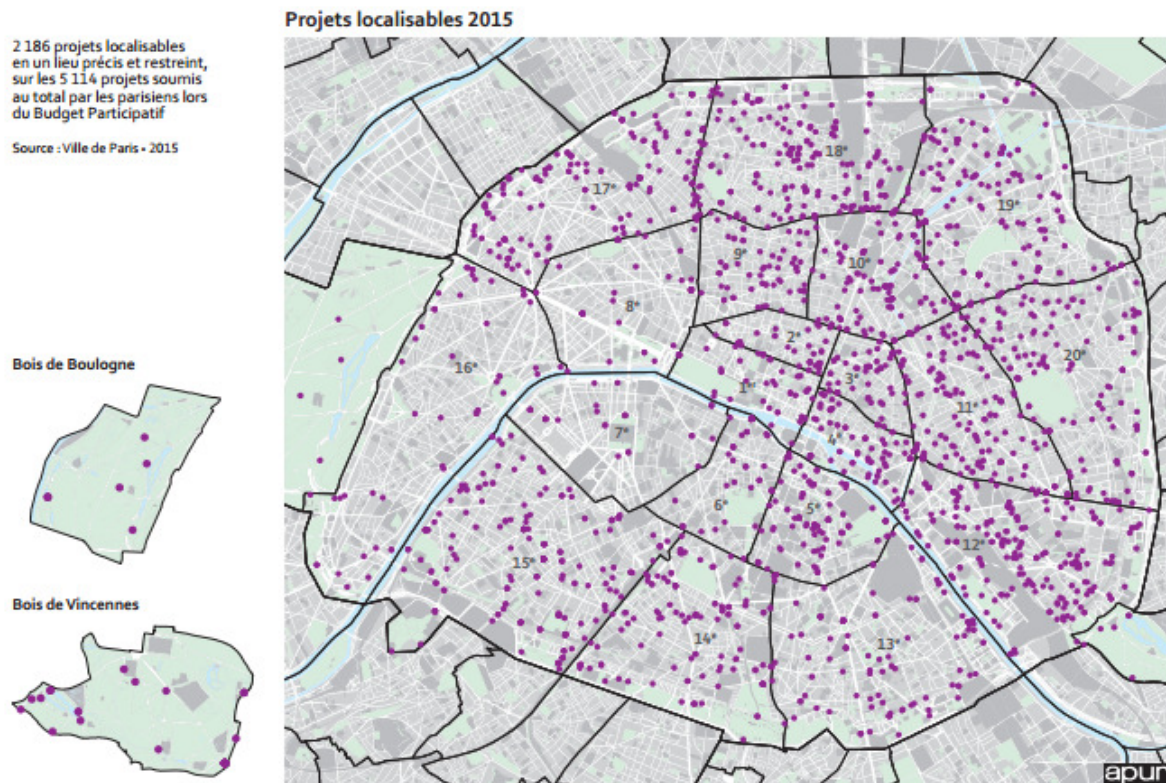 Projets localisables 2015
2 186 projets localisables
en un lieu précis et restreint,
sur les 5 114 projets soumis
au total par les parisiens lors
du Budget Participatif
Source : Ville de Paris • 2015
Bois de Boulogne
Bois de Vincennes
18ᵉ
17ᵉ
19ᵉ
9ᵉ
10ᵉ
8ᵉ
2ᵉ
20ᵉ
16ᵉ
3ᵉ
1ᵉʳ
11ᵉ
7ᵉ
4ᵉ
6ᵉ
5ᵉ
12ᵉ
15ᵉ
14ᵉ
13ᵉ
apur